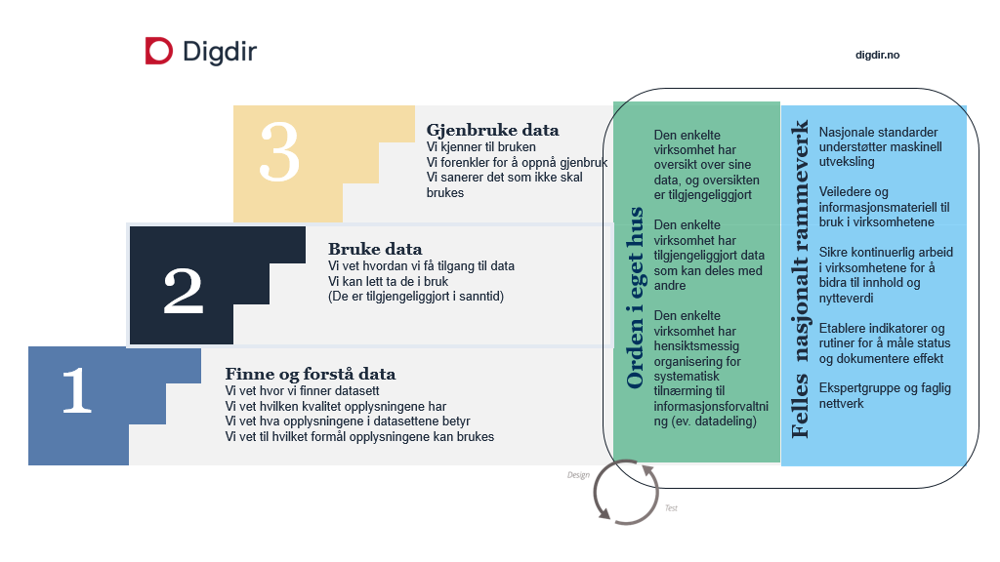 Digdir
digdir.no
3
Gjenbruke data
Vi kjenner til bruken
Vi forenkler for å oppnå gjenbruk
Vi sanerer det som ikke skal
brukes
2
Bruke data
Vi vet hvordan vi få tilgang til data
Vi kan lett ta de i bruk
(De er tilgjengeliggjort i sanntid)
1
Finne og forstå data
Vi vet hvor vi finner datasett
Vi vet hvilken kvalitet opplysningene har
Vi vet hva opplysningene i datasettene betyr
Vi vet til hvilket formål opplysningene kan brukes
Orden i eget hus
Den enkelte
virksomhet har
oversikt over sine
data, og oversikten
er tilgjengeliggjort
Den enkelte
virksomhet har
tilgjengeliggjort data
som kan deles med
andre
Den enkelte
virksomhet har
hensiktsmessig
organisering for
systematisk
tilnærming til
informasjonsforvaltni
ng (ev. datadeling)
Felles nasjonalt rammeverk
Nasjonale standarder
understøtter maskinell
utveksling
Veiledere og
informasjonsmateriell til
bruk i virksomhetene
Sikre kontinuerlig arbeid
i virksomhetene for å
bidra til innhold og
nytteverdi
Etablere indikatorer og
rutiner for å måle status
og dokumentere effekt
Ekspertgruppe og faglig
nettverk
Design
Test